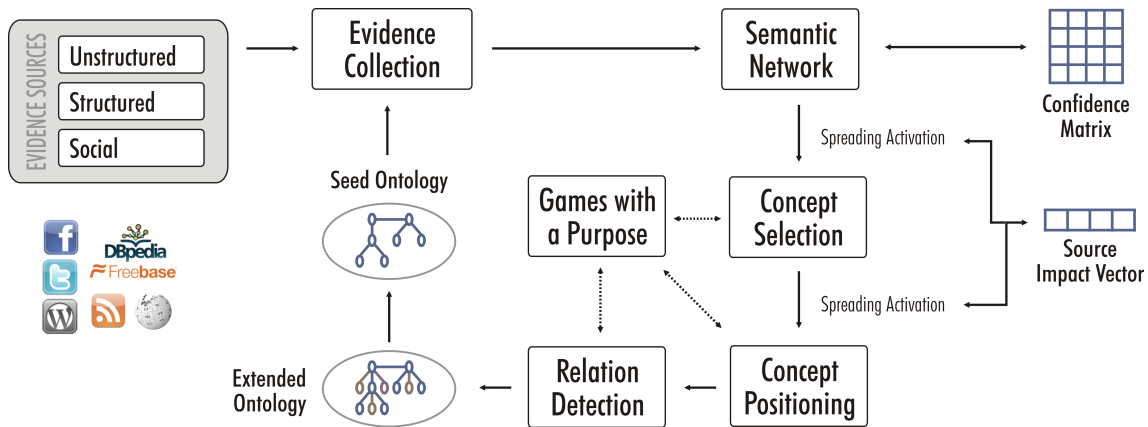 EVIDENCE SOURCES
Unstructured
Structured
Social
Evidence
Collection
Semantic
Network
Confidence
Matrix
Spreading Activation
Seed Ontology
Games with
a Purpose
Concept
Selection
Source
Impact Vector
DBpedia
Freebase
Spreading Activation
Extended
Ontology
Relation
Detection
Concept
Positioning